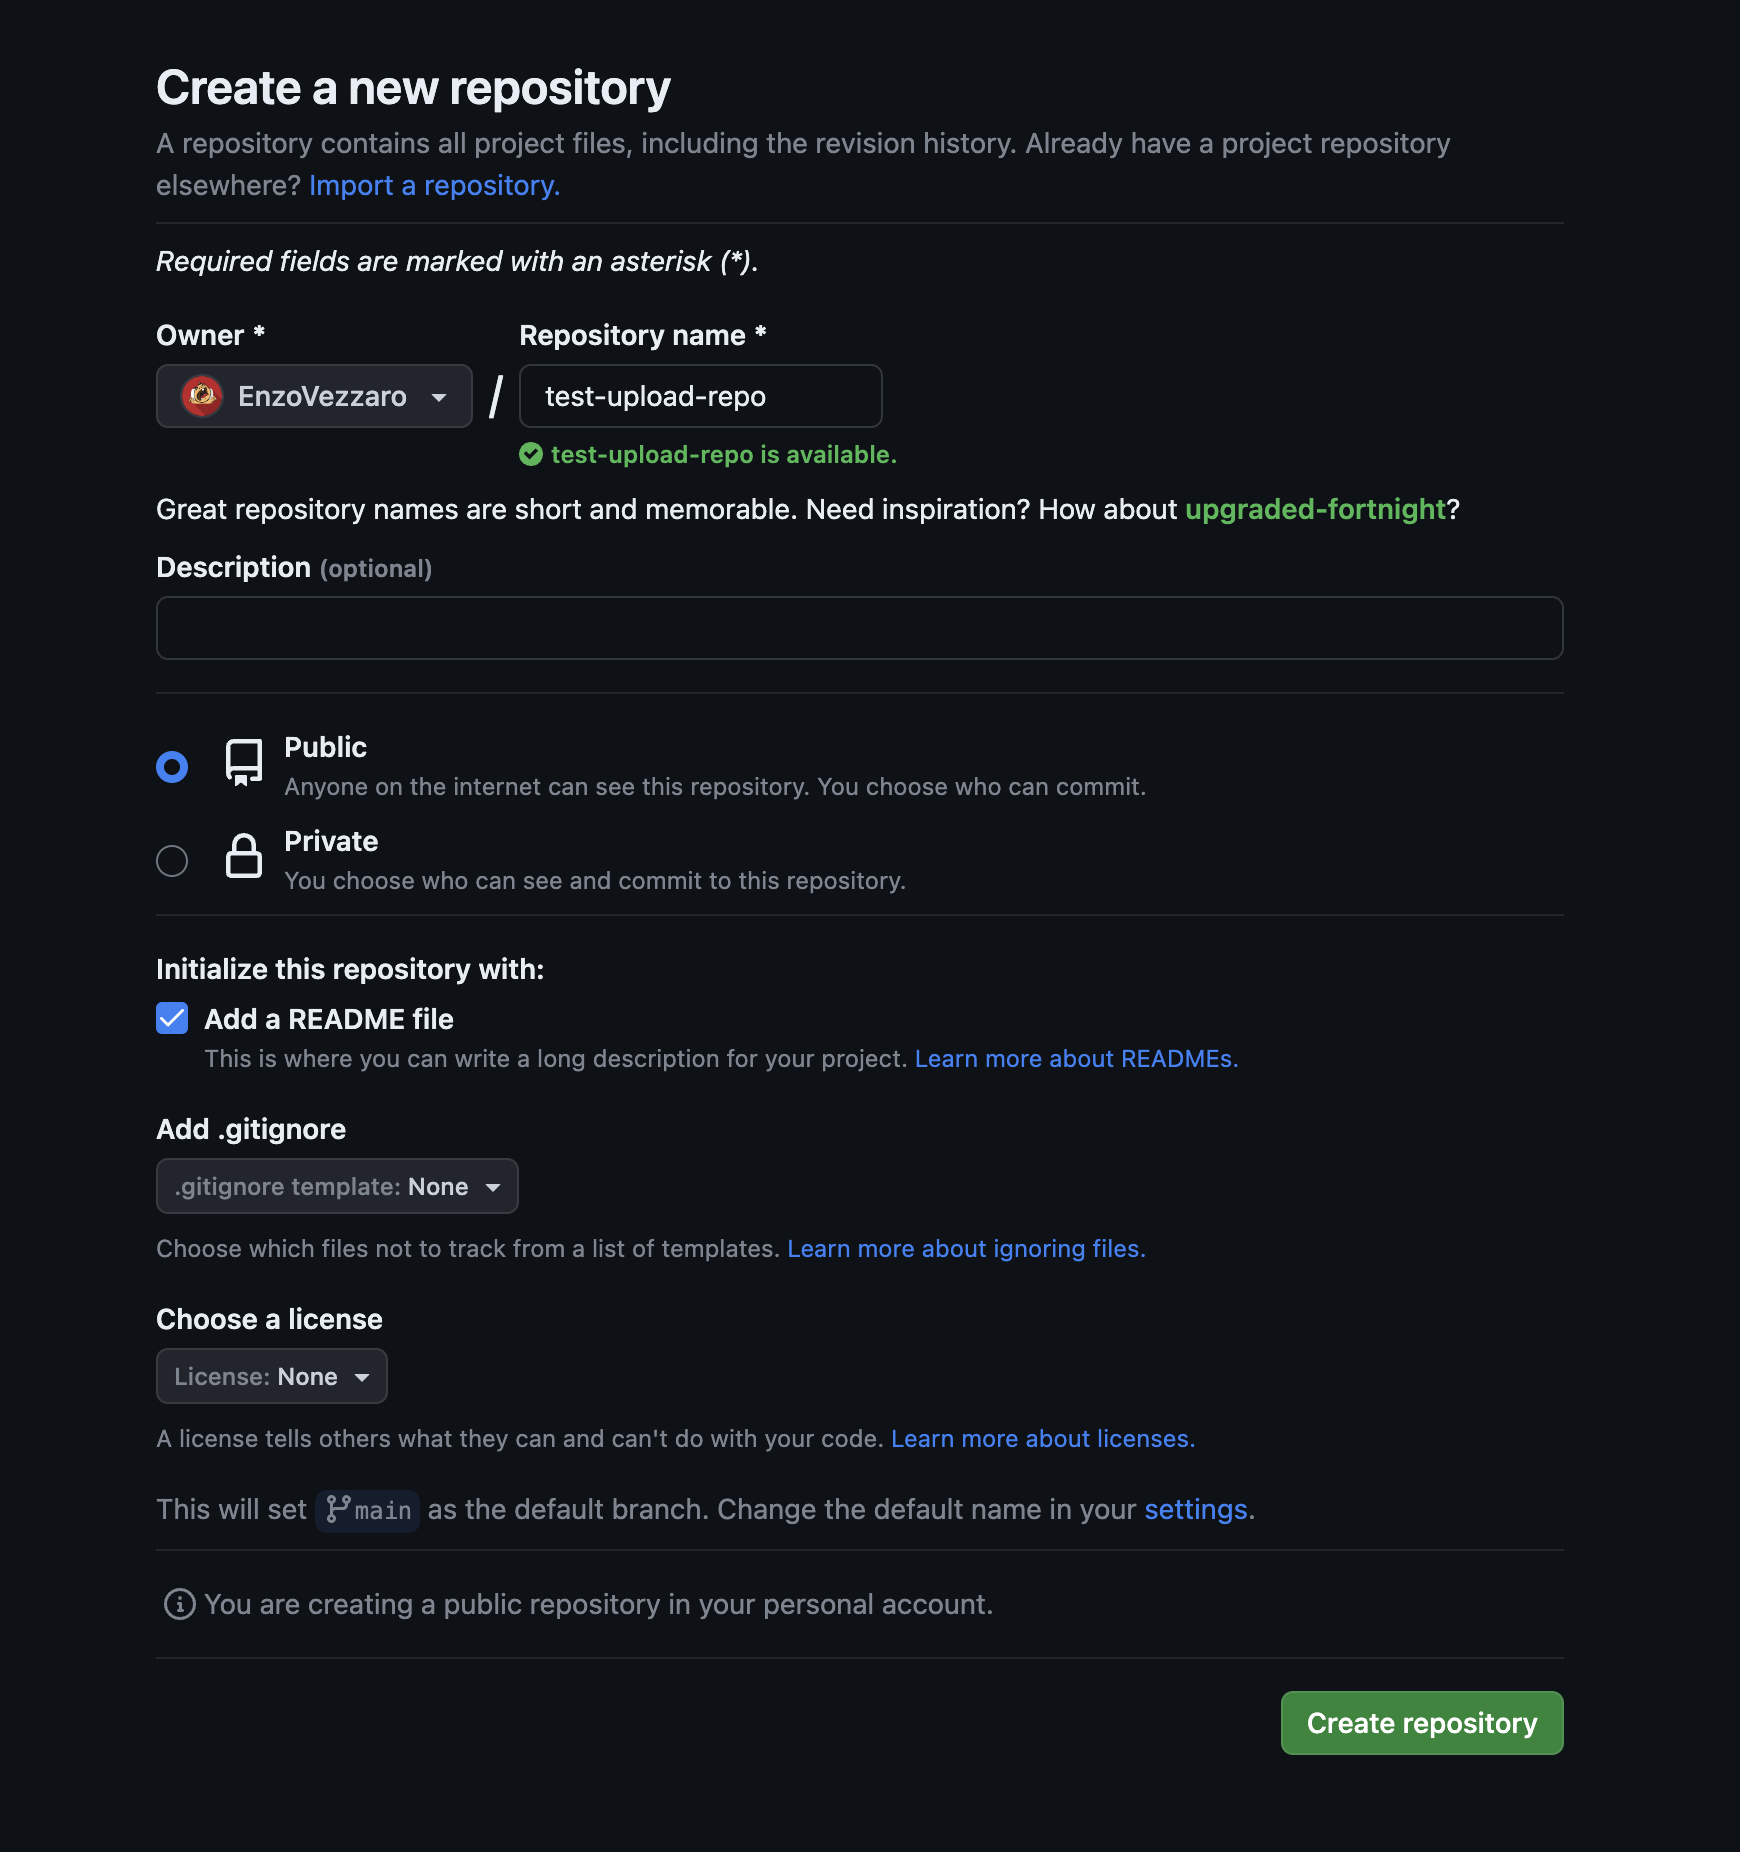 Create a new repository
A repository contains all project files, including the revision history. Already have a project repository
elsewhere? Import a repository.
Required fields are marked with an asterisk (*).
Owner * Repository name *
EnzoVezzaro / test-upload-repo
test-upload-repo is available.
Great repository names are short and memorable. Need inspiration? How about upgraded-fortnight?
Description (optional)
Public
Anyone on the internet can see this repository. You choose who can commit.
Private
You choose who can see and commit to this repository.
Initialize this repository with:
Add a README file
This is where you can write a long description for your project. Learn more about READMEs.
Add .gitignore
.gitignore template: None
Choose which files not to track from a list of templates. Learn more about ignoring files.
Choose a license
License: None
A license tells others what they can and can't do with your code. Learn more about licenses.
This will set main as the default branch. Change the default name in your settings.
You are creating a public repository in your personal account.
Create repository